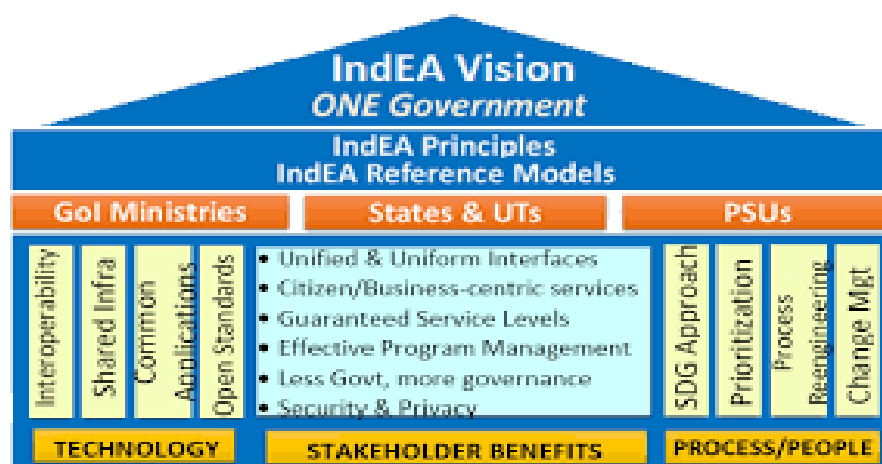 IndEA Vision
ONE Government
IndEA Principles
IndEA Reference Models
GoI Ministries
States & UTs
PSUs
Interoperability
Shared Infra
Common
Applications
Open Standards
• Unified & Uniform Interfaces
• Citizen/Business-centric services
• Guaranteed Service Levels
• Effective Program Management
• Less Govt, more governance
• Security & Privacy
SDG Approach
Prioritization
Process
Reengineering
Change Mgt
TECHNOLOGY
STAKEHOLDER BENEFITS
PROCESS/PEOPLE